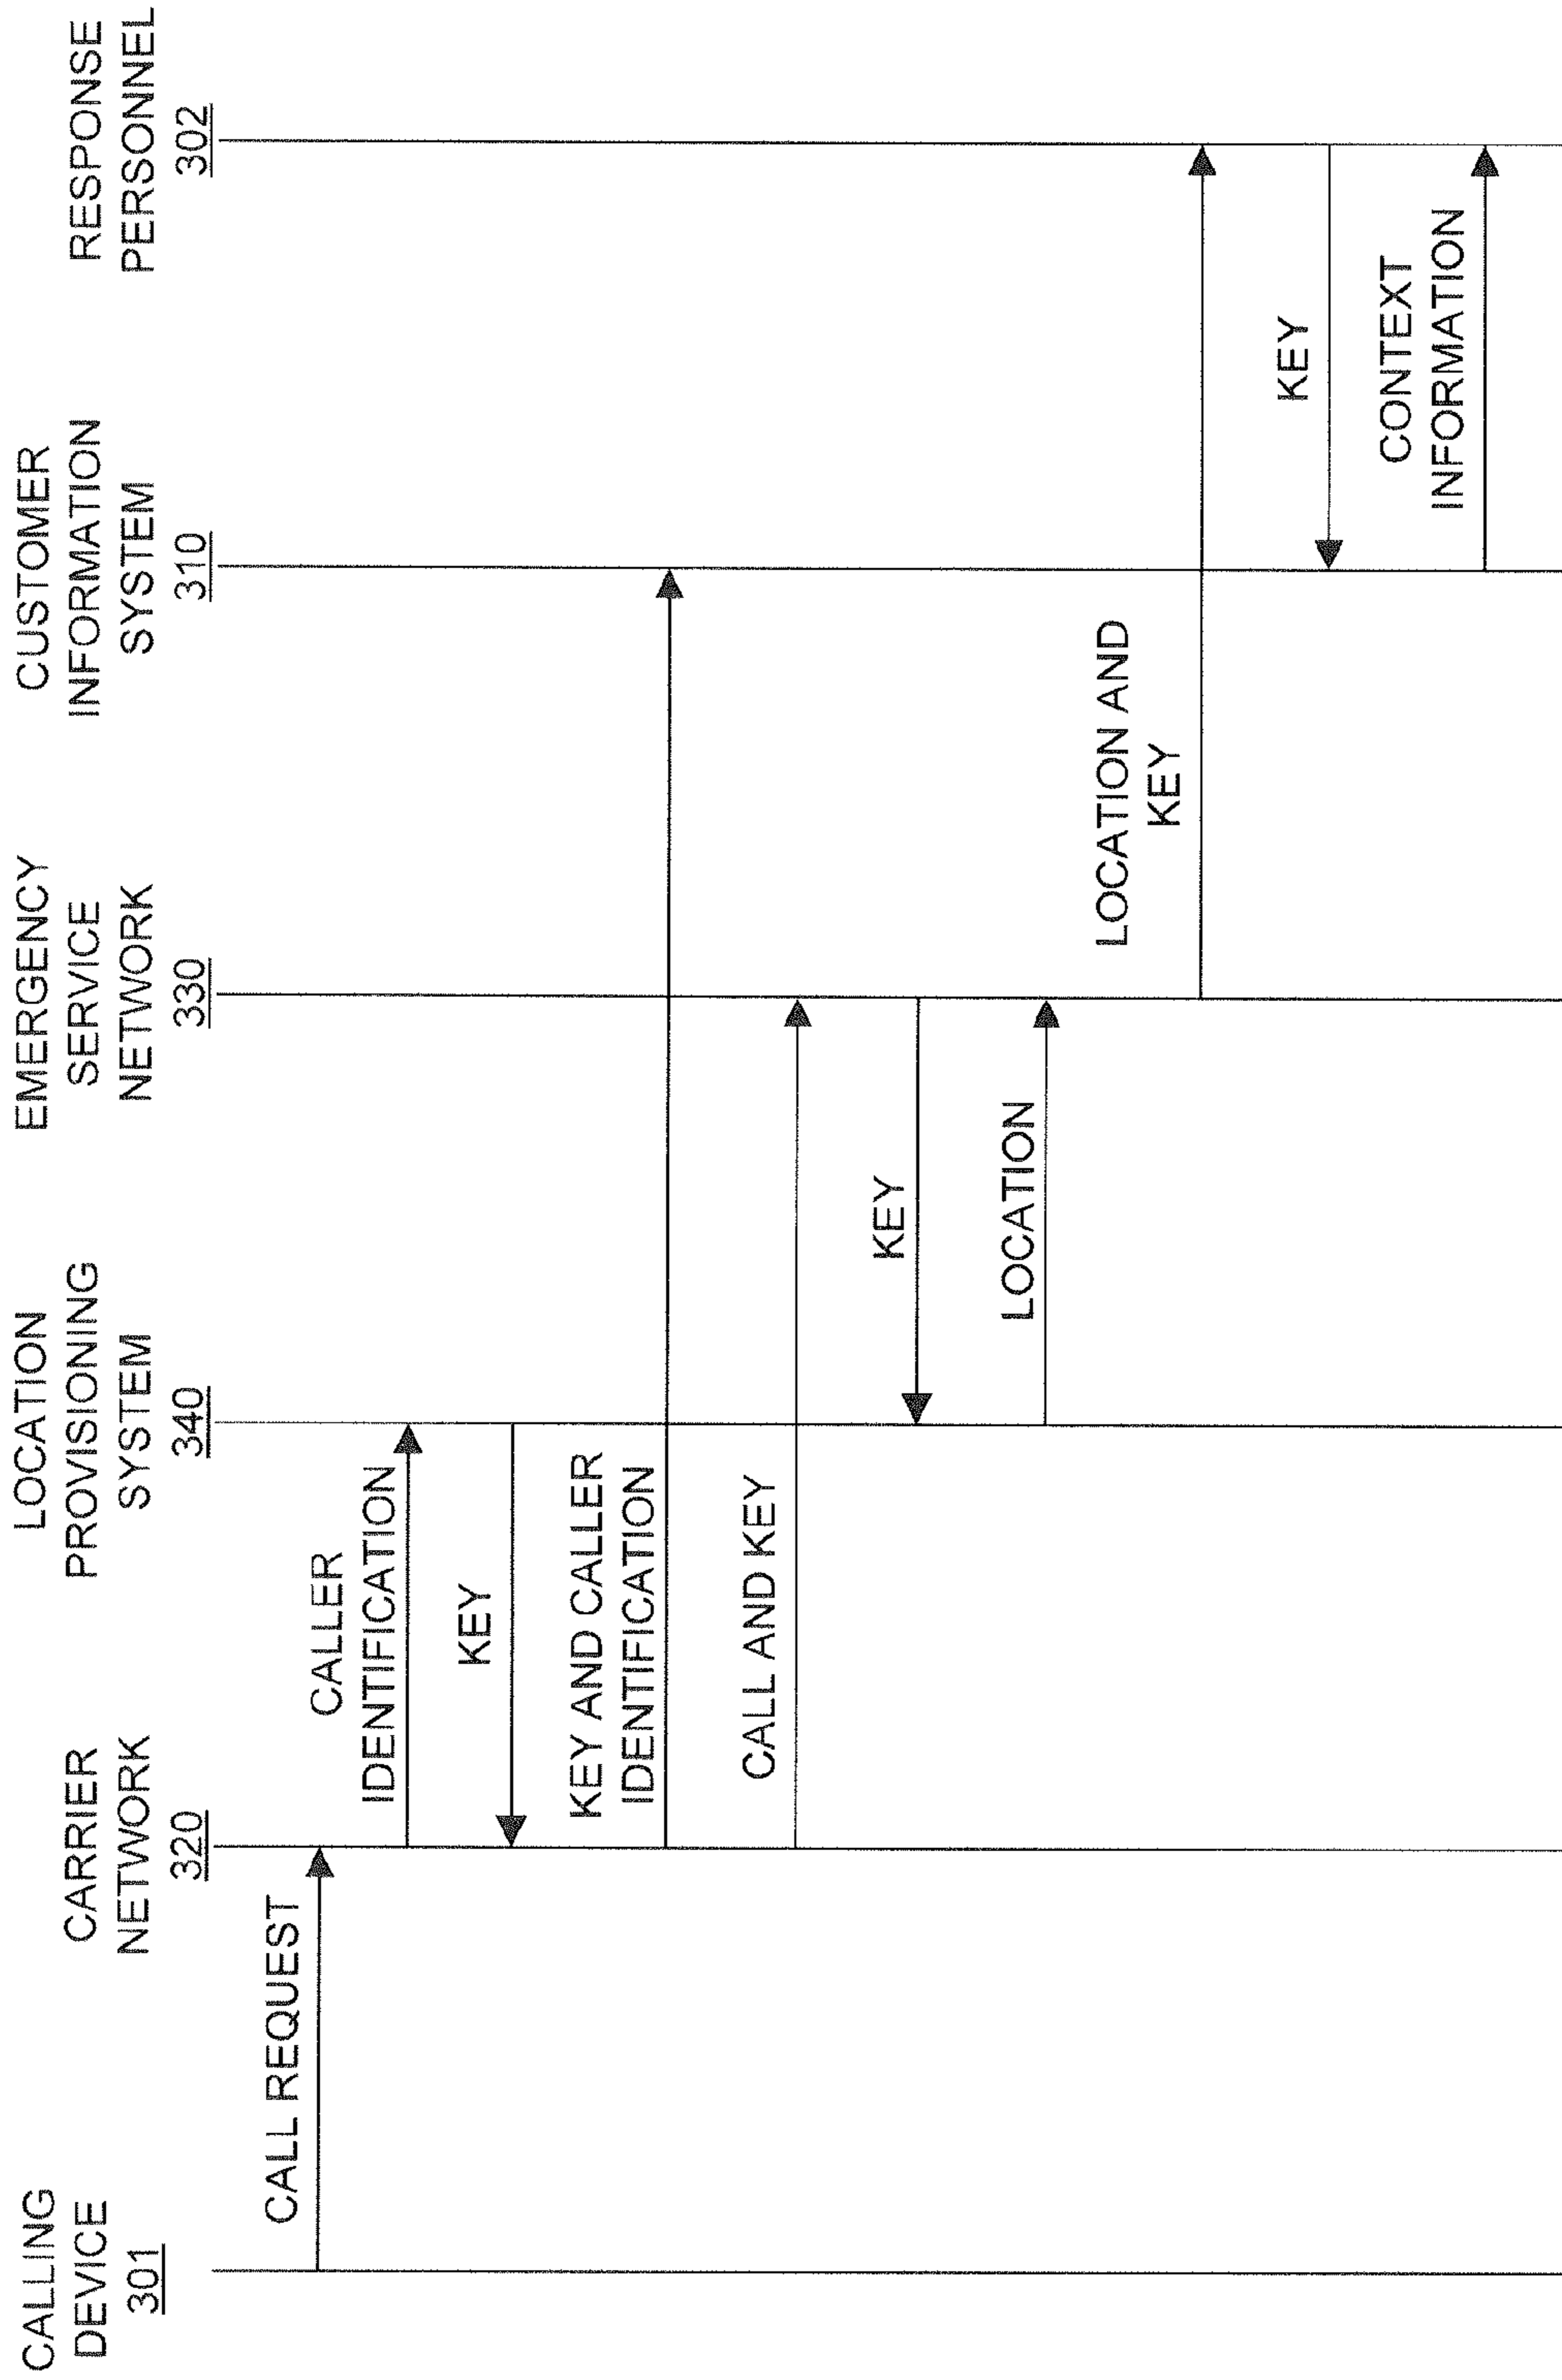 CALLING
DEVICE
301
CARRIER
NETWORK
320
LOCATION
PROVISIONING
SYSTEM
340
EMERGENCY
SERVICE
NETWORK
330
CUSTOMER
INFORMATION
SYSTEM
310
RESPONSE
PERSONNEL
302
CALL REQUEST
CALLER
IDENTIFICATION
KEY
KEY AND CALLER
IDENTIFICATION
CALL AND KEY
KEY
LOCATION
LOCATION AND
KEY
KEY
CONTEXT
INFORMATION